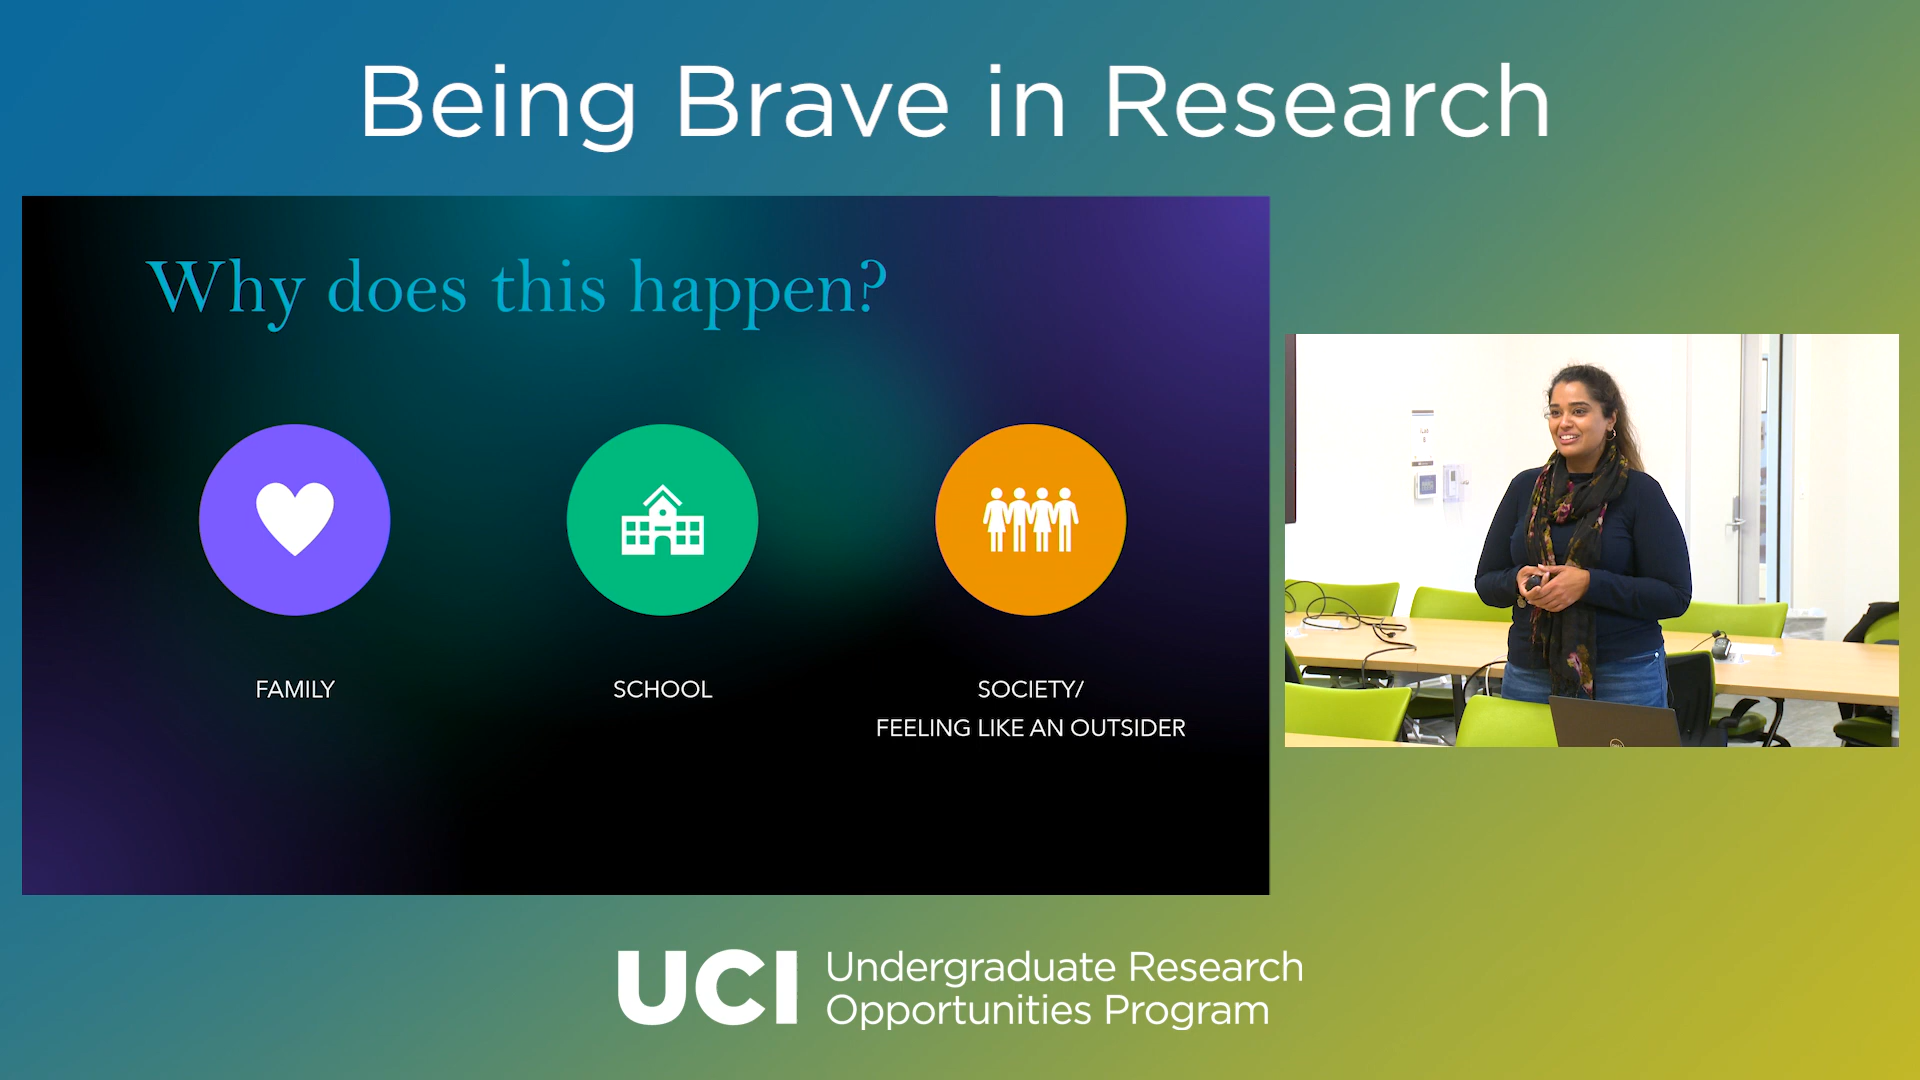 Being Brave in Research
Why does this happen?
FAMILY
SCHOOL
SOCIETY/
FEELING LIKE AN OUTSIDER
UCI
Undergraduate Research
Opportunities Program